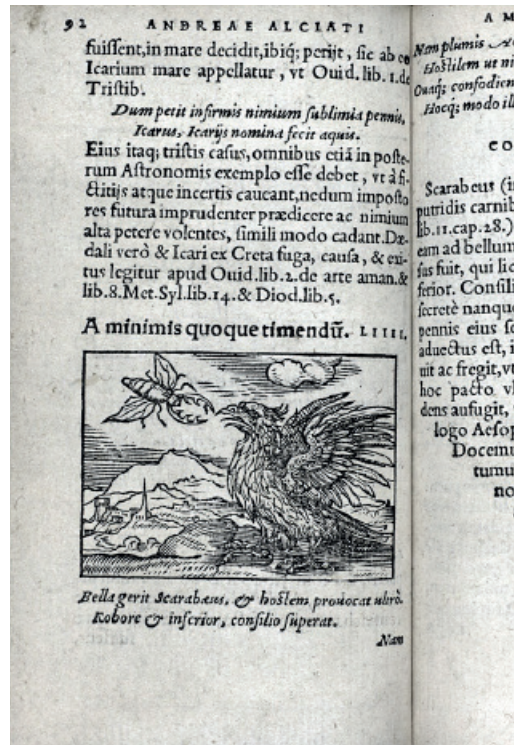 92 ANDREAE ALCIATI
fuissent, in mare decidit, ibiq; perijt, sic ab eo
Icarium mare appellatur, vt Ouid. lib. 1. de
Tristib.
Dum petit infirmis nimium sublimia pennis,
Icarus, Icarijs nomina fecit aquis.
Eius itaq; tristis casus, omnibus etiã in poste-
rum Astronomis exemplo esse debet, vt à fi-
ctitijs atque incertis caueant, nedum imposto
res futura imprudenter prædicere ac nimium
alta petere volentes, simili modo cadant. Dæ-
dali verò & Icari ex Creta fuga, causa, & exi-
tus legitur apud Ouid. lib. 2. de arte aman. &
lib. 8. Met. Syl. lib. 14. & Diod. lib. 5.
A minimis quoque timendũ. LIIII.
Bella gerit Scarabæus, & hostem prouocat ultrò.
Robore & inferior, consilio superat.
Nam
A M
Nam plumis
Hostilem ut ni
Ouaq; confodien
Hocq; modo ill
CO
Scarabeus (i
putridis carnib
lib. 11. cap. 28.)
eam ad bellum
sus fuit, qui lic
ferior. Consili
secretè nanqu
pennis eius s
aduectus est, i
uit ac fregit, vt
hoc pacto v
dens aufugit,
logo Aesop
Docemu
tumu
no